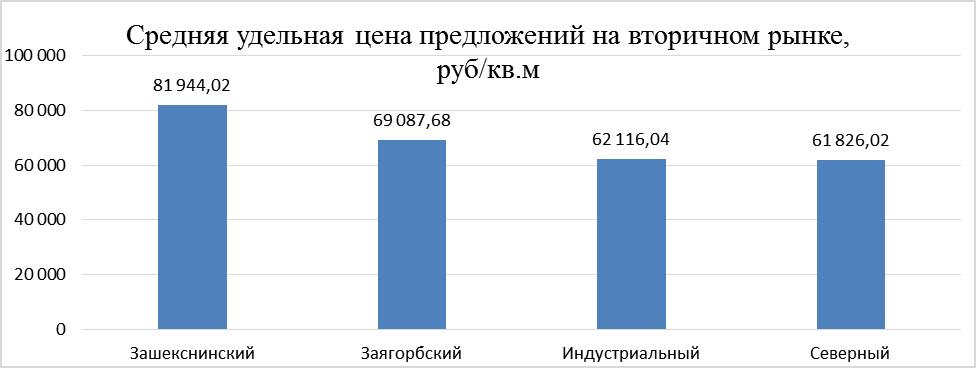 Средняя удельная цена предложений на вторичном рынке,
руб/кв.м
100 000
80 000
60 000
40 000
20 000
0
81 944,02
69 087,68
62 116,04
61 826,02
Зашекснинский
Заягорбский
Индустриальный
Северный